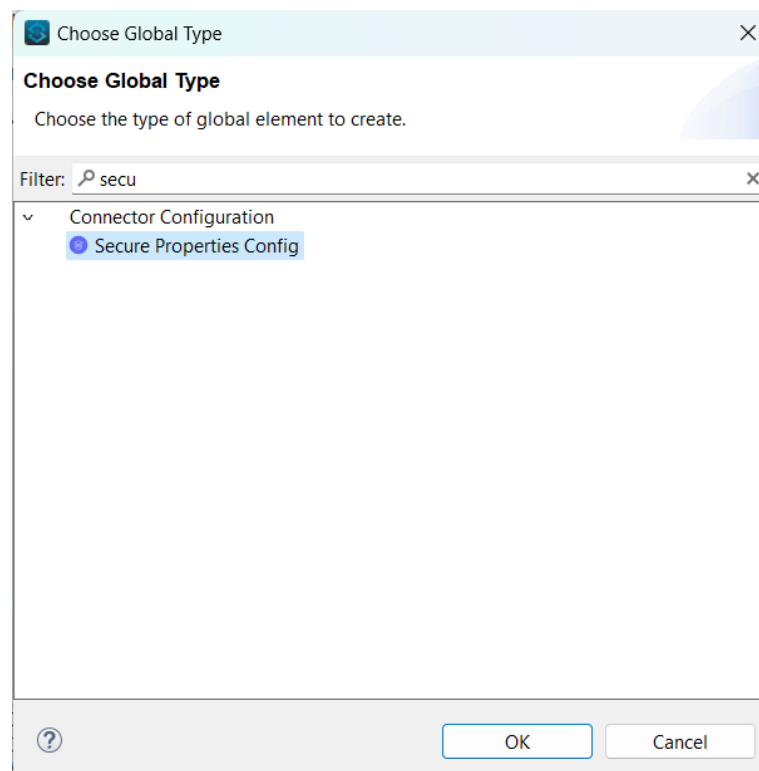 Choose Global Type
Choose Global Type
Choose the type of global element to create.
Filter: secu
Connector Configuration
Secure Properties Config
OK Cancel